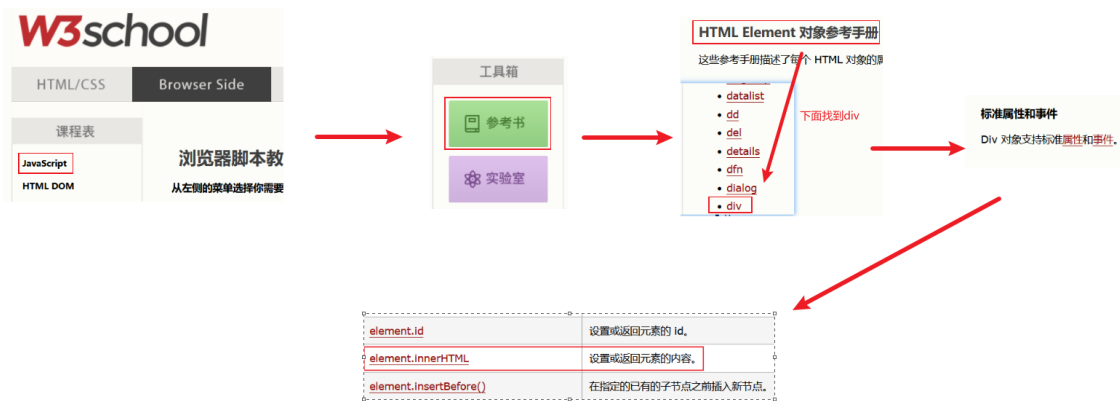 W3school
HTML/CSS
Browser Side
课程表
JavaScript
HTML DOM
浏览器脚本教
从左侧的菜单选择你需要
工具箱
参考书
实验室
HTML Element 对象参考手册
这些参考手册描述了每个 HTML 对象的属
datalist
dd
del
details
dfn
dialog
div
下面找到div
标准属性和事件
Div 对象支持标准属性和事件。
element.id 设置或返回元素的 id。
element.innerHTML 设置或返回元素的内容。
element.insertBefore() 在指定的已有的子节点之前插入新节点。